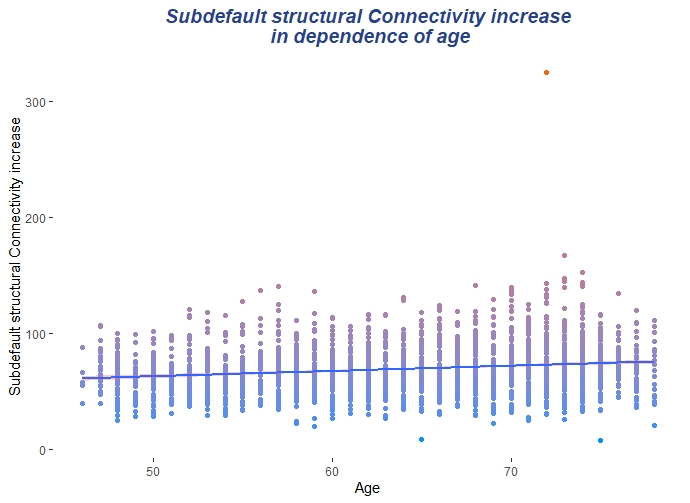 Subdefault structural Connectivity increase
in dependence of age
Subdefault structural Connectivity increase
300
200
100
0
50
60
70
Age